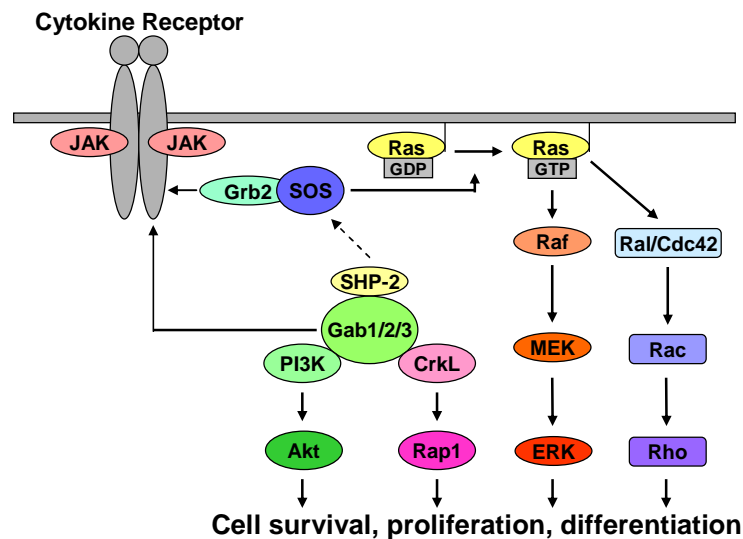 Cytokine Receptor
JAK
JAK
Ras
GDP
Ras
GTP
Grb2
SOS
Raf
Ral/Cdc42
SHP-2
Gab1/2/3
PI3K
CrkL
MEK
Rac
Akt
Rap1
ERK
Rho
Cell survival, proliferation, differentiation